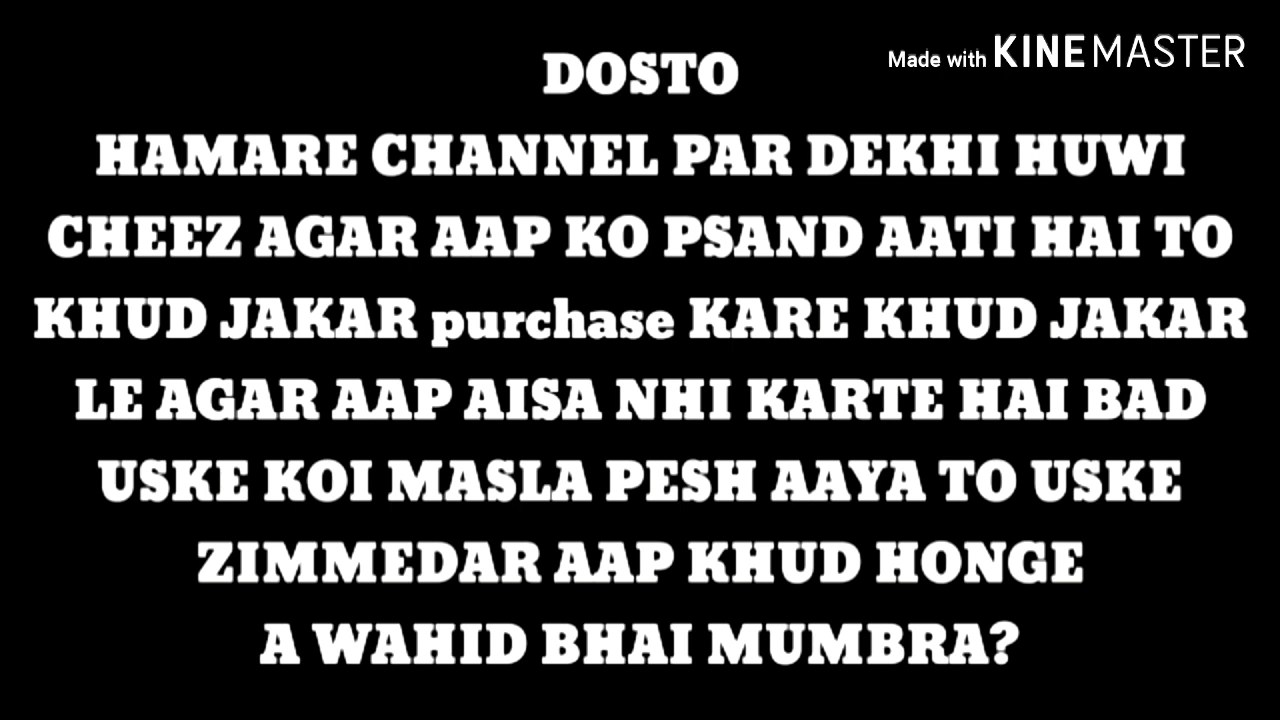 Made with KINEMASTER
DOSTO
HAMARE CHANNEL PAR DEKHI HUWI
CHEEZ AGAR AAP KO PSAND AATI HAI TO
KHUD JAKAR purchase KARE KHUD JAKAR
LE AGAR AAP AISA NHI KARTE HAI BAD
USKE KOI MASLA PESH AAYA TO USKE
ZIMMEDAR AAP KHUD HONGE
A WAHID BHAI MUMBRA?